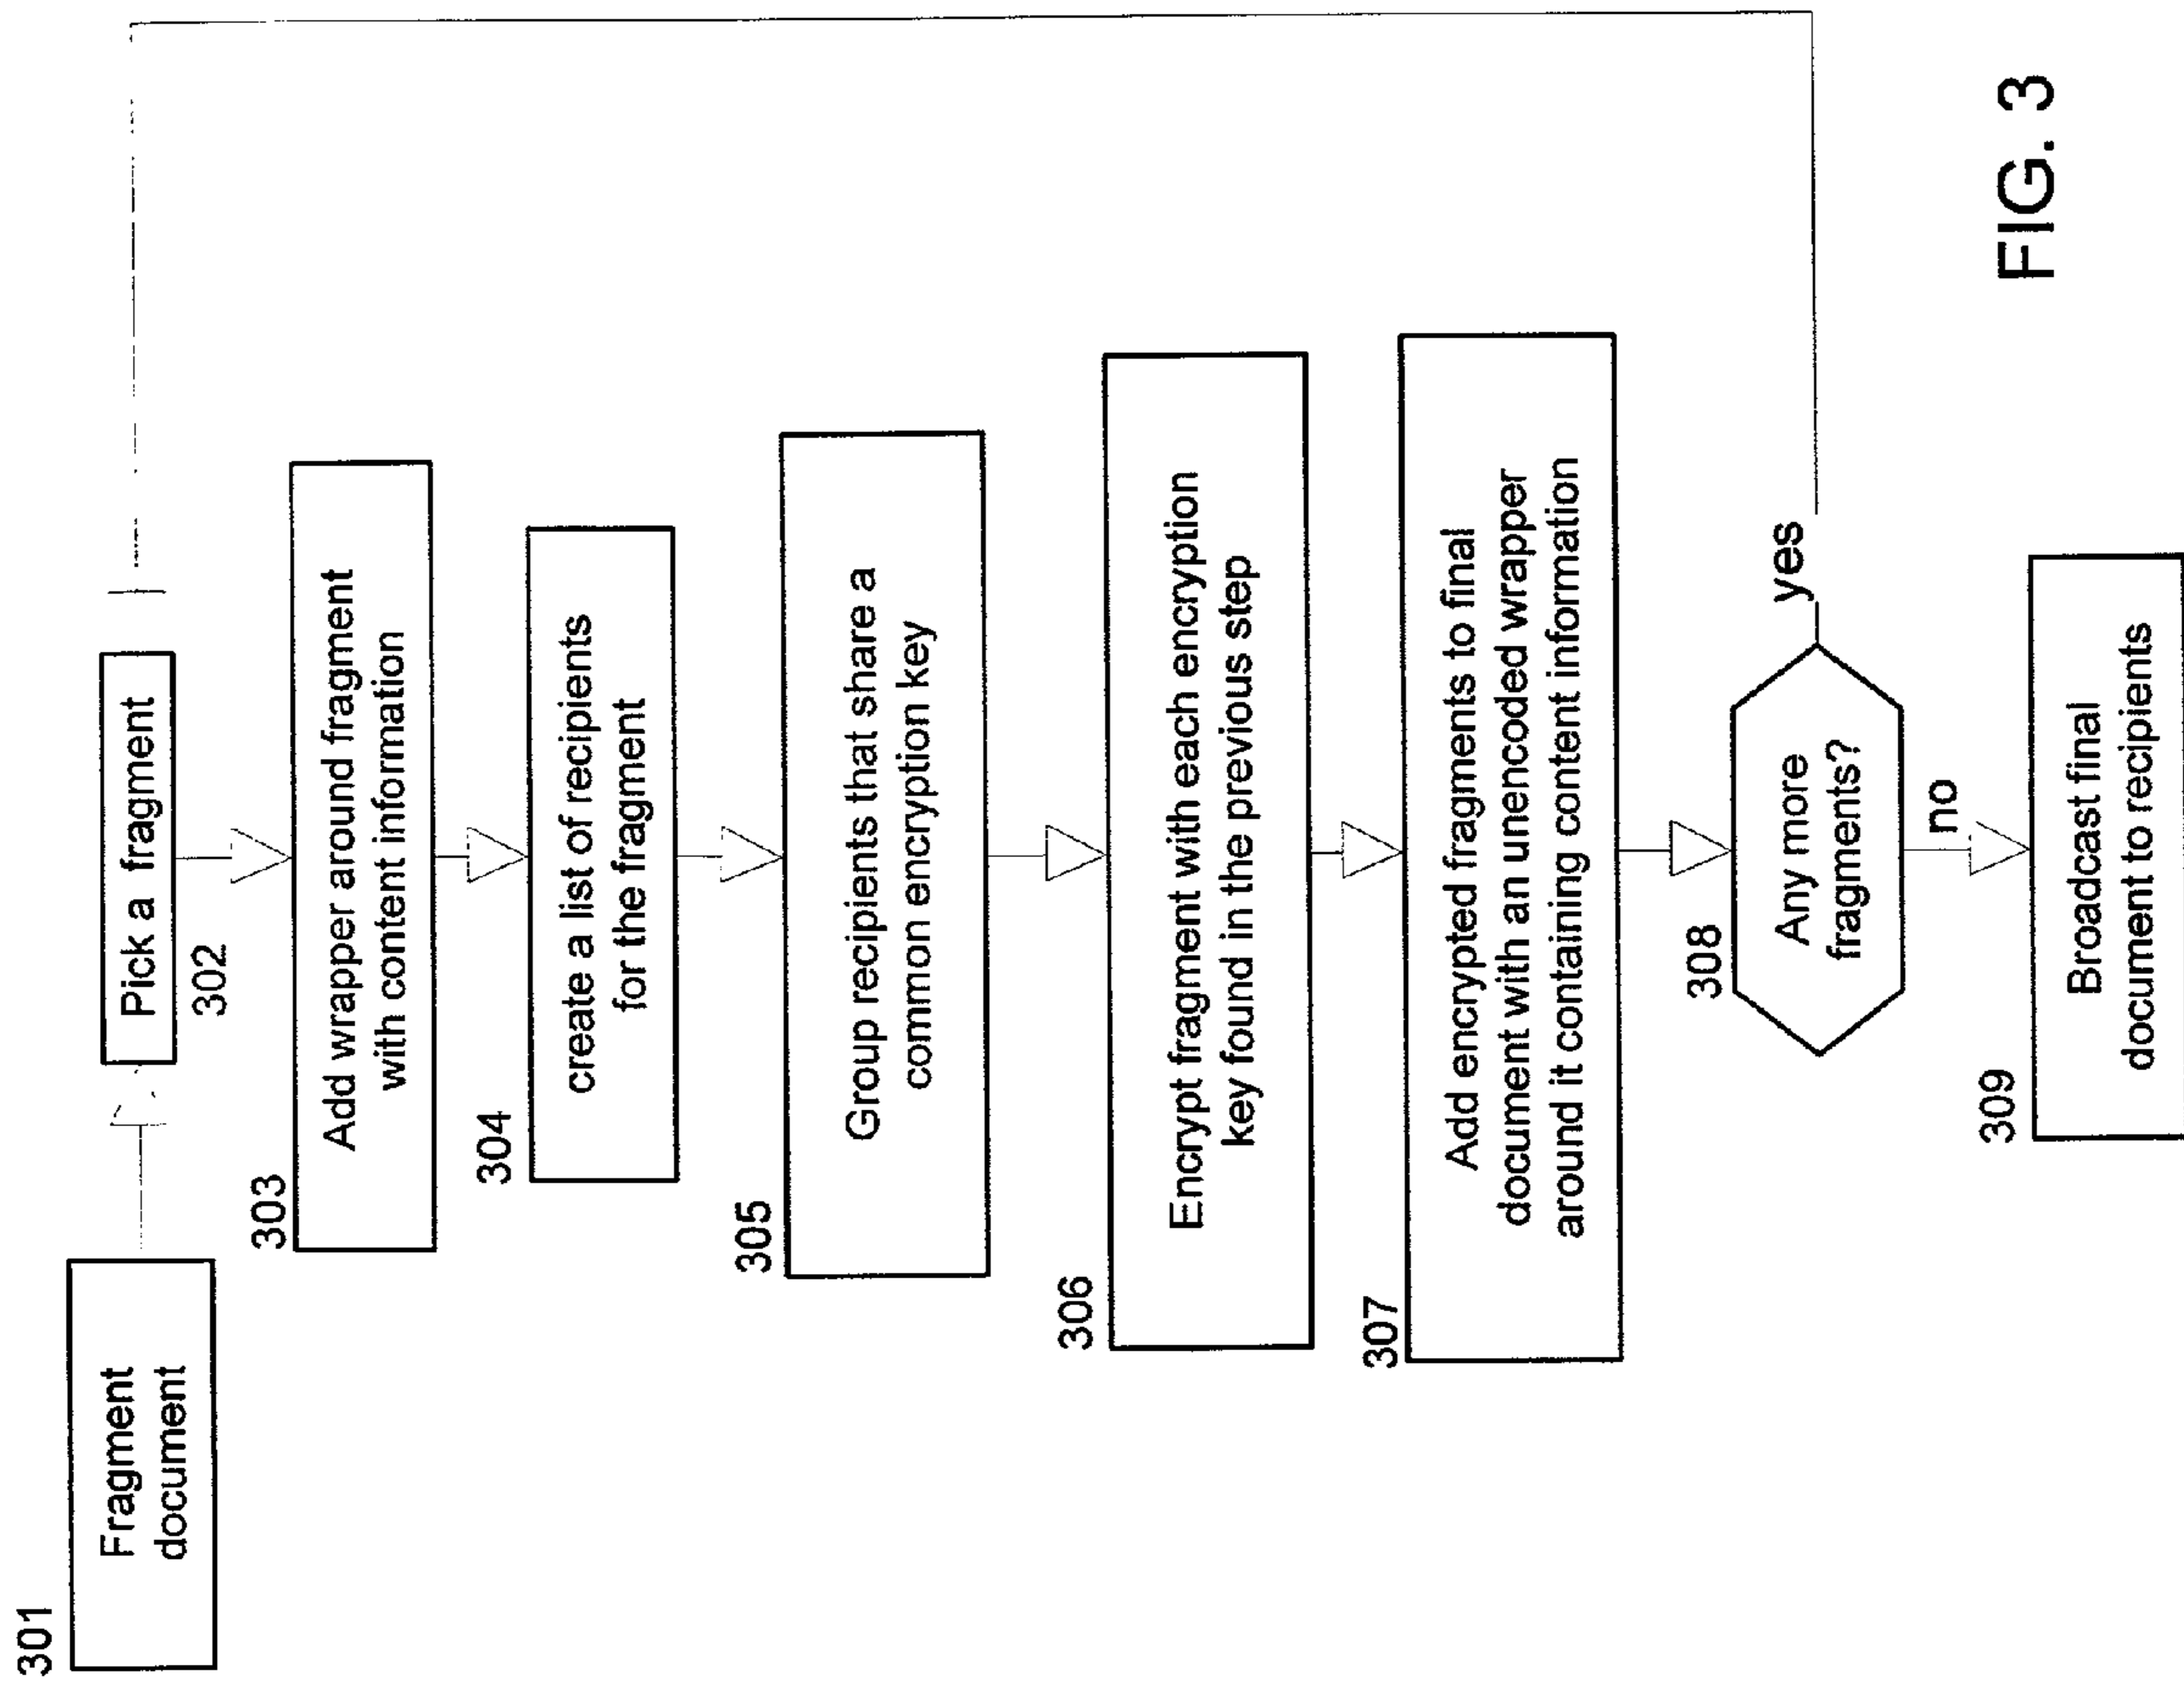 301
Fragment
document
Pick a fragment
302
303
Add wrapper around fragment
with content information
304
create a list of recipients
for the fragment
305
Group recipients that share a
common encryption key
306
Encrypt fragment with each encryption
key found in the previous step
307
Add encrypted fragments to final
document with an unencoded wrapper
around it containing content information
308
Any more
fragments?
yes
no
309
Broadcast final
document to recipients
FIG. 3